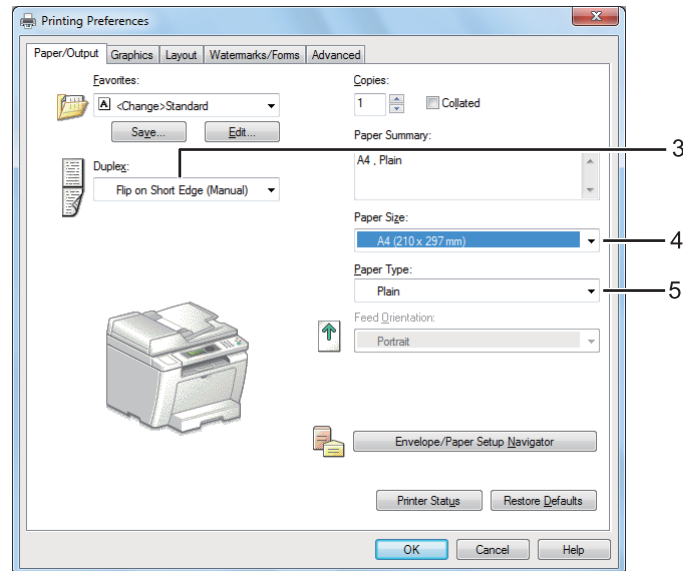 Printing Preferences
Paper/Output Graphics Layout Watermarks/Forms Advanced
Favorites:
A <Change>Standard
Save... Edit...
Duplex:
Flip on Short Edge (Manual)
Copies:
1 Collated
Paper Summary:
A4 , Plain
3
Paper Size:
A4 (210 x 297 mm)
4
Paper Type:
Plain
5
Feed Orientation:
Portrait
Envelope/Paper Setup Navigator
Printer Status Restore Defaults
OK Cancel Help